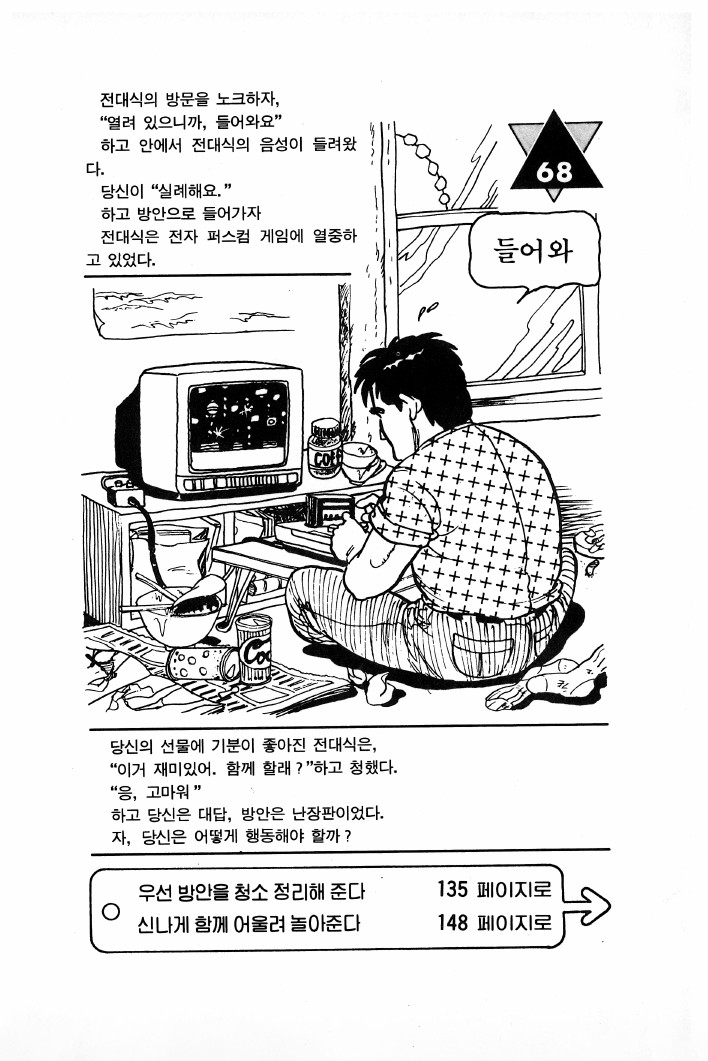 전대식의 방문을 노크하자,
“열려 있으니까, 들어와요”
하고 안에서 전대식의 음성이 들려왔
다.
당신이 “실례해요.”
하고 방안으로 들어가자
전대식은 전자 퍼스컴 게임에 열중하
고 있었다.
68
들어와
COFF
Co
당신의 선물에 기분이 좋아진 전대식은,
“이거 재미있어. 함께 할래?”하고 청했다.
“응, 고마워”
하고 당신은 대답, 방안은 난장판이었다.
자, 당신은 어떻게 행동해야 할까?
우선 방안을 청소 정리해 준다 135 페이지로
신나게 함께 어울려 놀아준다 148 페이지로